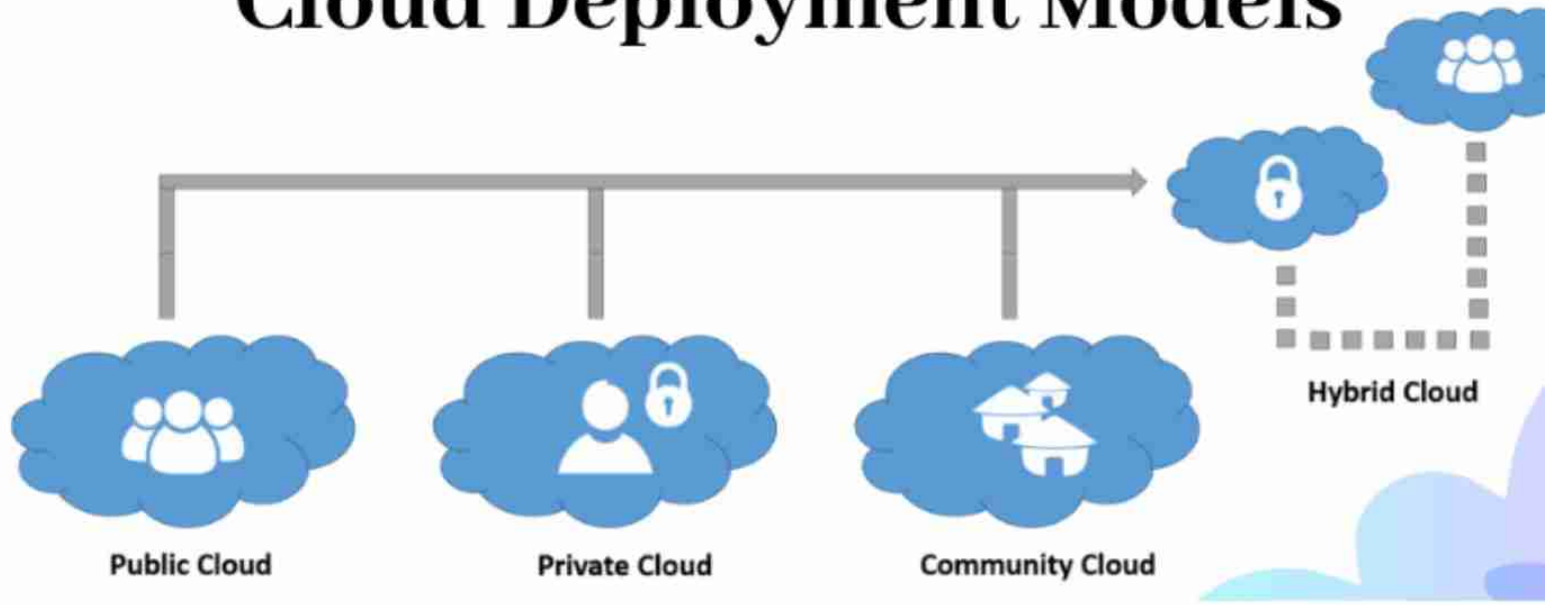 Cloud Deployment Models
Hybrid Cloud
Public Cloud
Private Cloud
Community Cloud